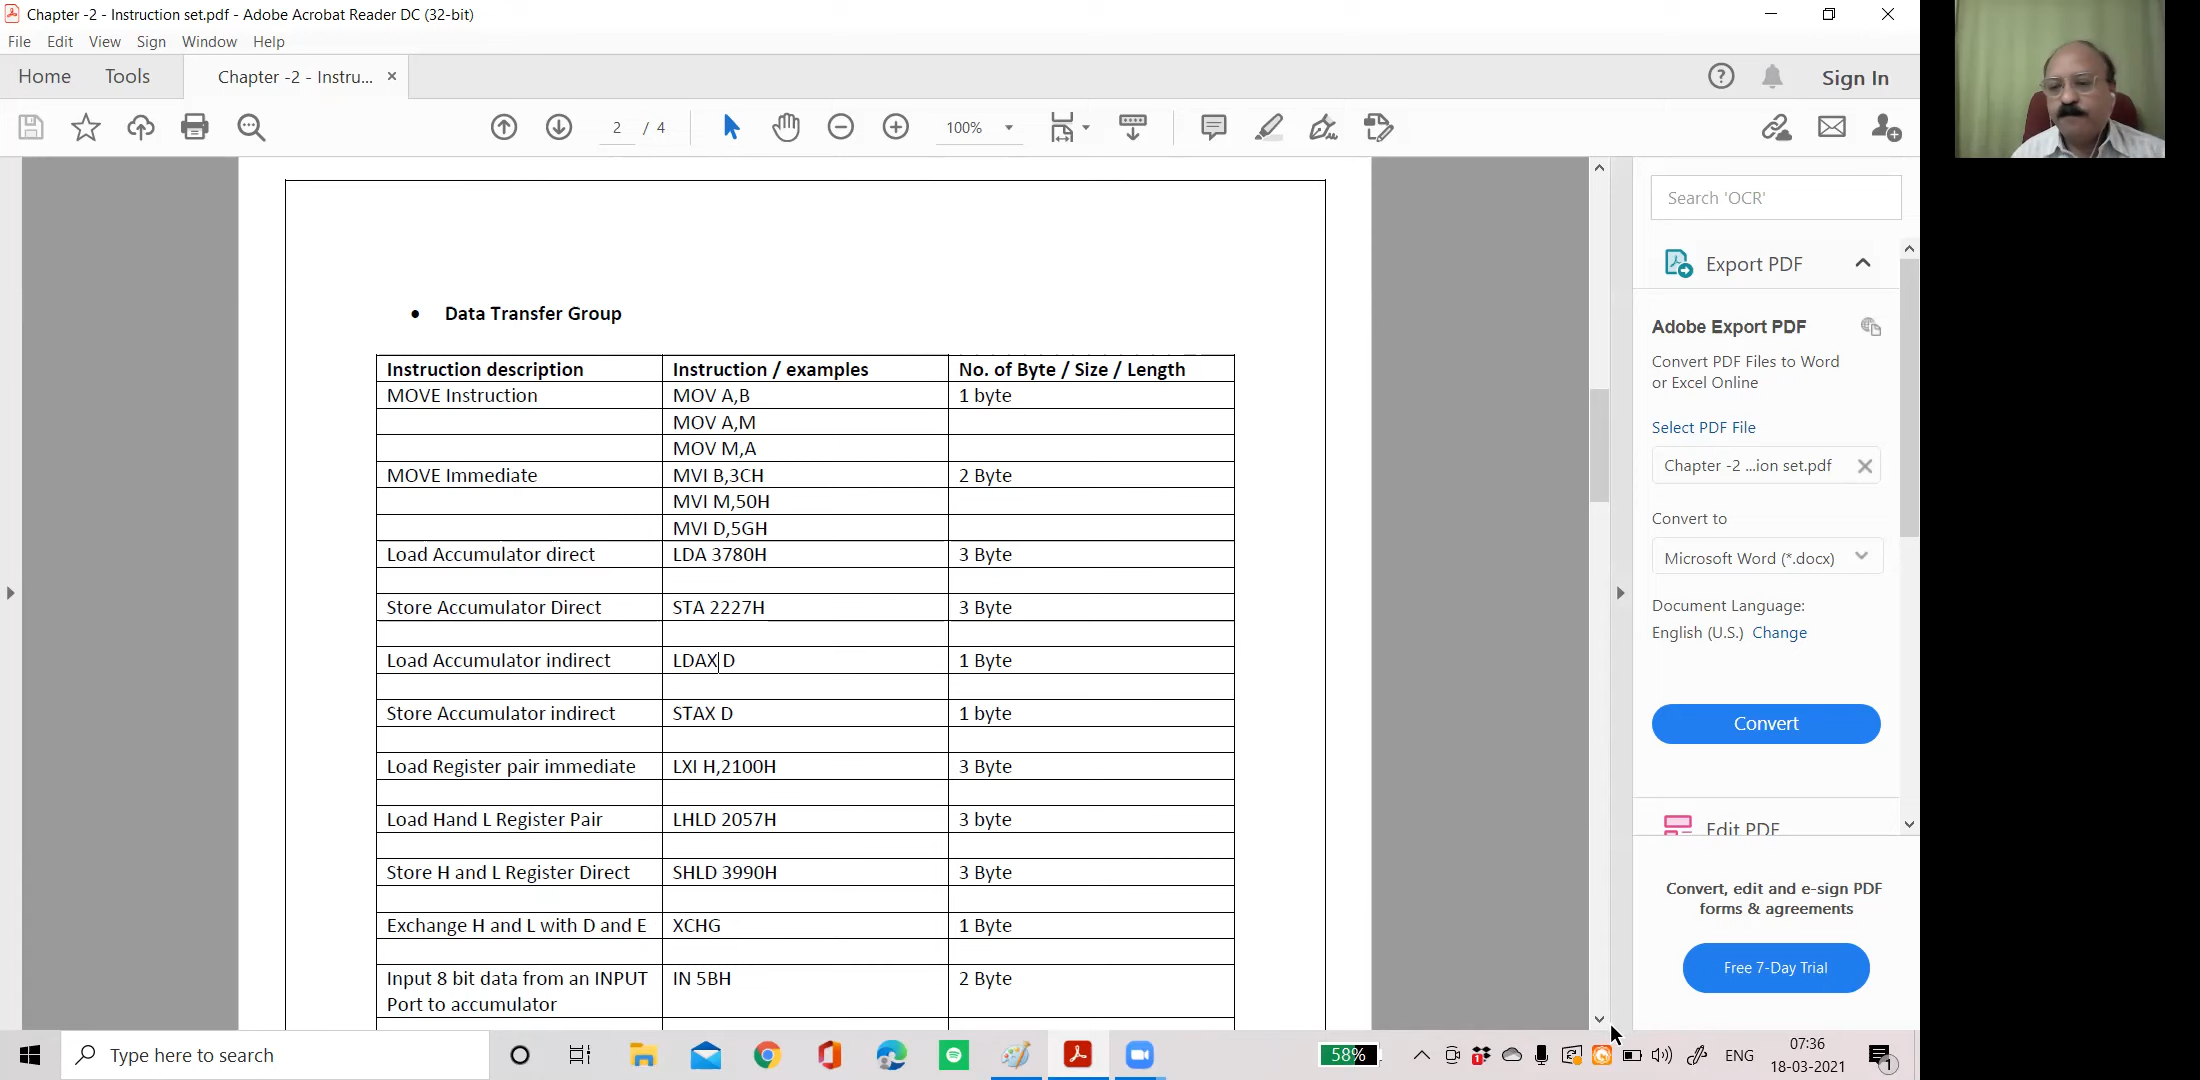 Chapter -2 - Instruction set.pdf - Adobe Acrobat Reader DC (32-bit)
File Edit View Sign Window Help
Home Tools Chapter -2 - Instru... × Sign In
2 / 4 100%
• Data Transfer Group
Instruction description Instruction / examples No. of Byte / Size / Length
MOVE Instruction MOV A,B 1 byte
MOV A,M
MOV M,A
MOVE Immediate MVI B,3CH 2 Byte
MVI M,50H
MVI D,5GH
Load Accumulator direct LDA 3780H 3 Byte
Store Accumulator Direct STA 2227H 3 Byte
Load Accumulator indirect LDAX D 1 Byte
Store Accumulator indirect STAX D 1 byte
Load Register pair immediate LXI H,2100H 3 Byte
Load Hand L Register Pair LHLD 2057H 3 byte
Store H and L Register Direct SHLD 3990H 3 Byte
Exchange H and L with D and E XCHG 1 Byte
Input 8 bit data from an INPUT IN 5BH 2 Byte
Port to accumulator
Search 'OCR'
Export PDF
Adobe Export PDF
Convert PDF Files to Word
or Excel Online
Select PDF File
Chapter -2 ...ion set.pdf
Convert to
Microsoft Word (*.docx)
Document Language:
English (U.S.) Change
Convert
Edit PDF
Convert, edit and e-sign PDF
forms & agreements
Free 7-Day Trial
Type here to search
58%
1
ENG
07:36
18-03-2021
1